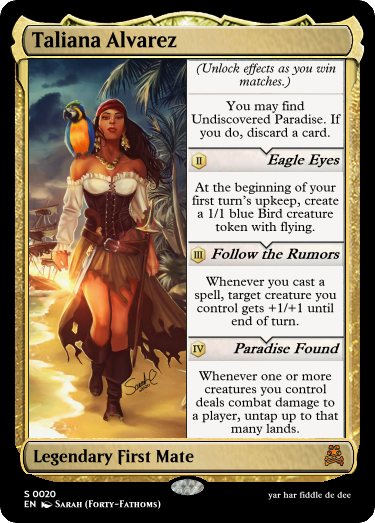 Taliana Alvarez
(Unlock effects as you win
matches.)
You may find
Undiscovered Paradise. If
you do, discard a card.
II
Eagle Eyes
At the beginning of your
first turn's upkeep, create
a 1/1 blue Bird creature
token with flying.
III
Follow the Rumors
Whenever you cast a
spell, target creature you
control gets +1/+1 until
end of turn.
IV
Paradise Found
Whenever one or more
creatures you control
deals combat damage to
a player, untap up to that
many lands.
Legendary First Mate
S 0020
EN Sarah (Forty-Fathoms)
yar har fiddle de dee